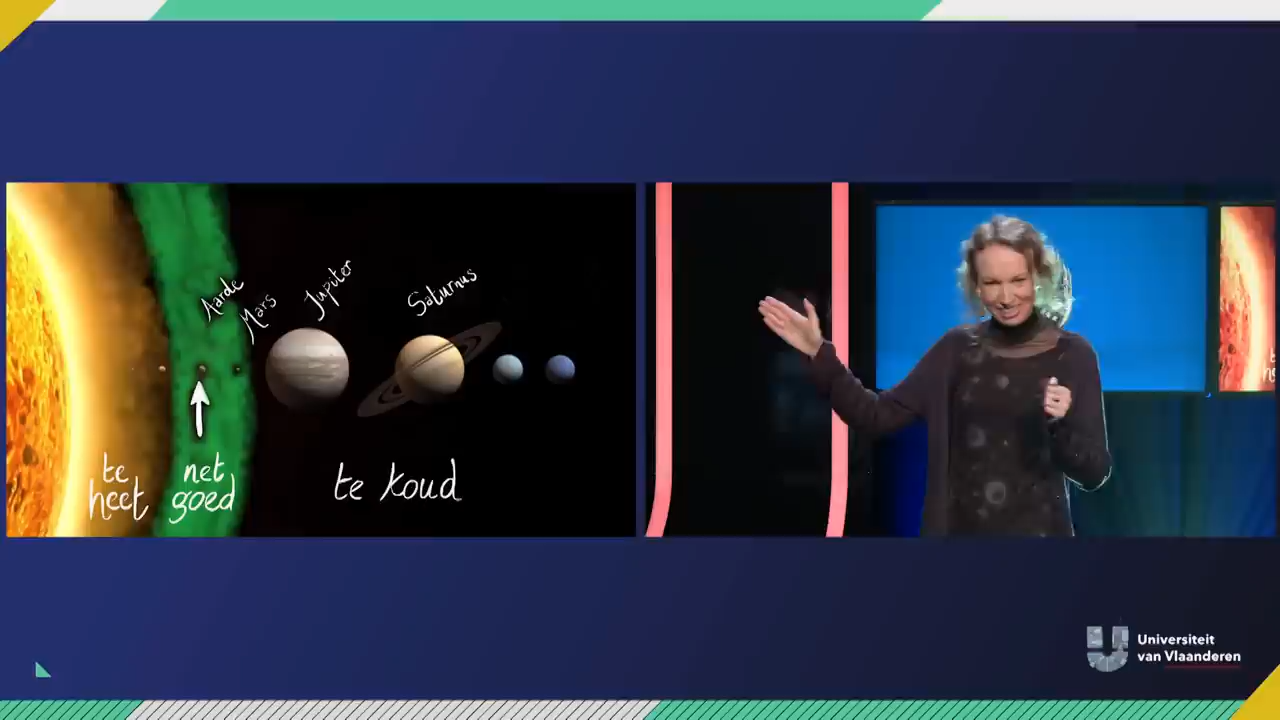 Aarde
Mars
Jupiter
Saturnus
te
heet
net
goed
te koud
Universiteit
van Vlaanderen